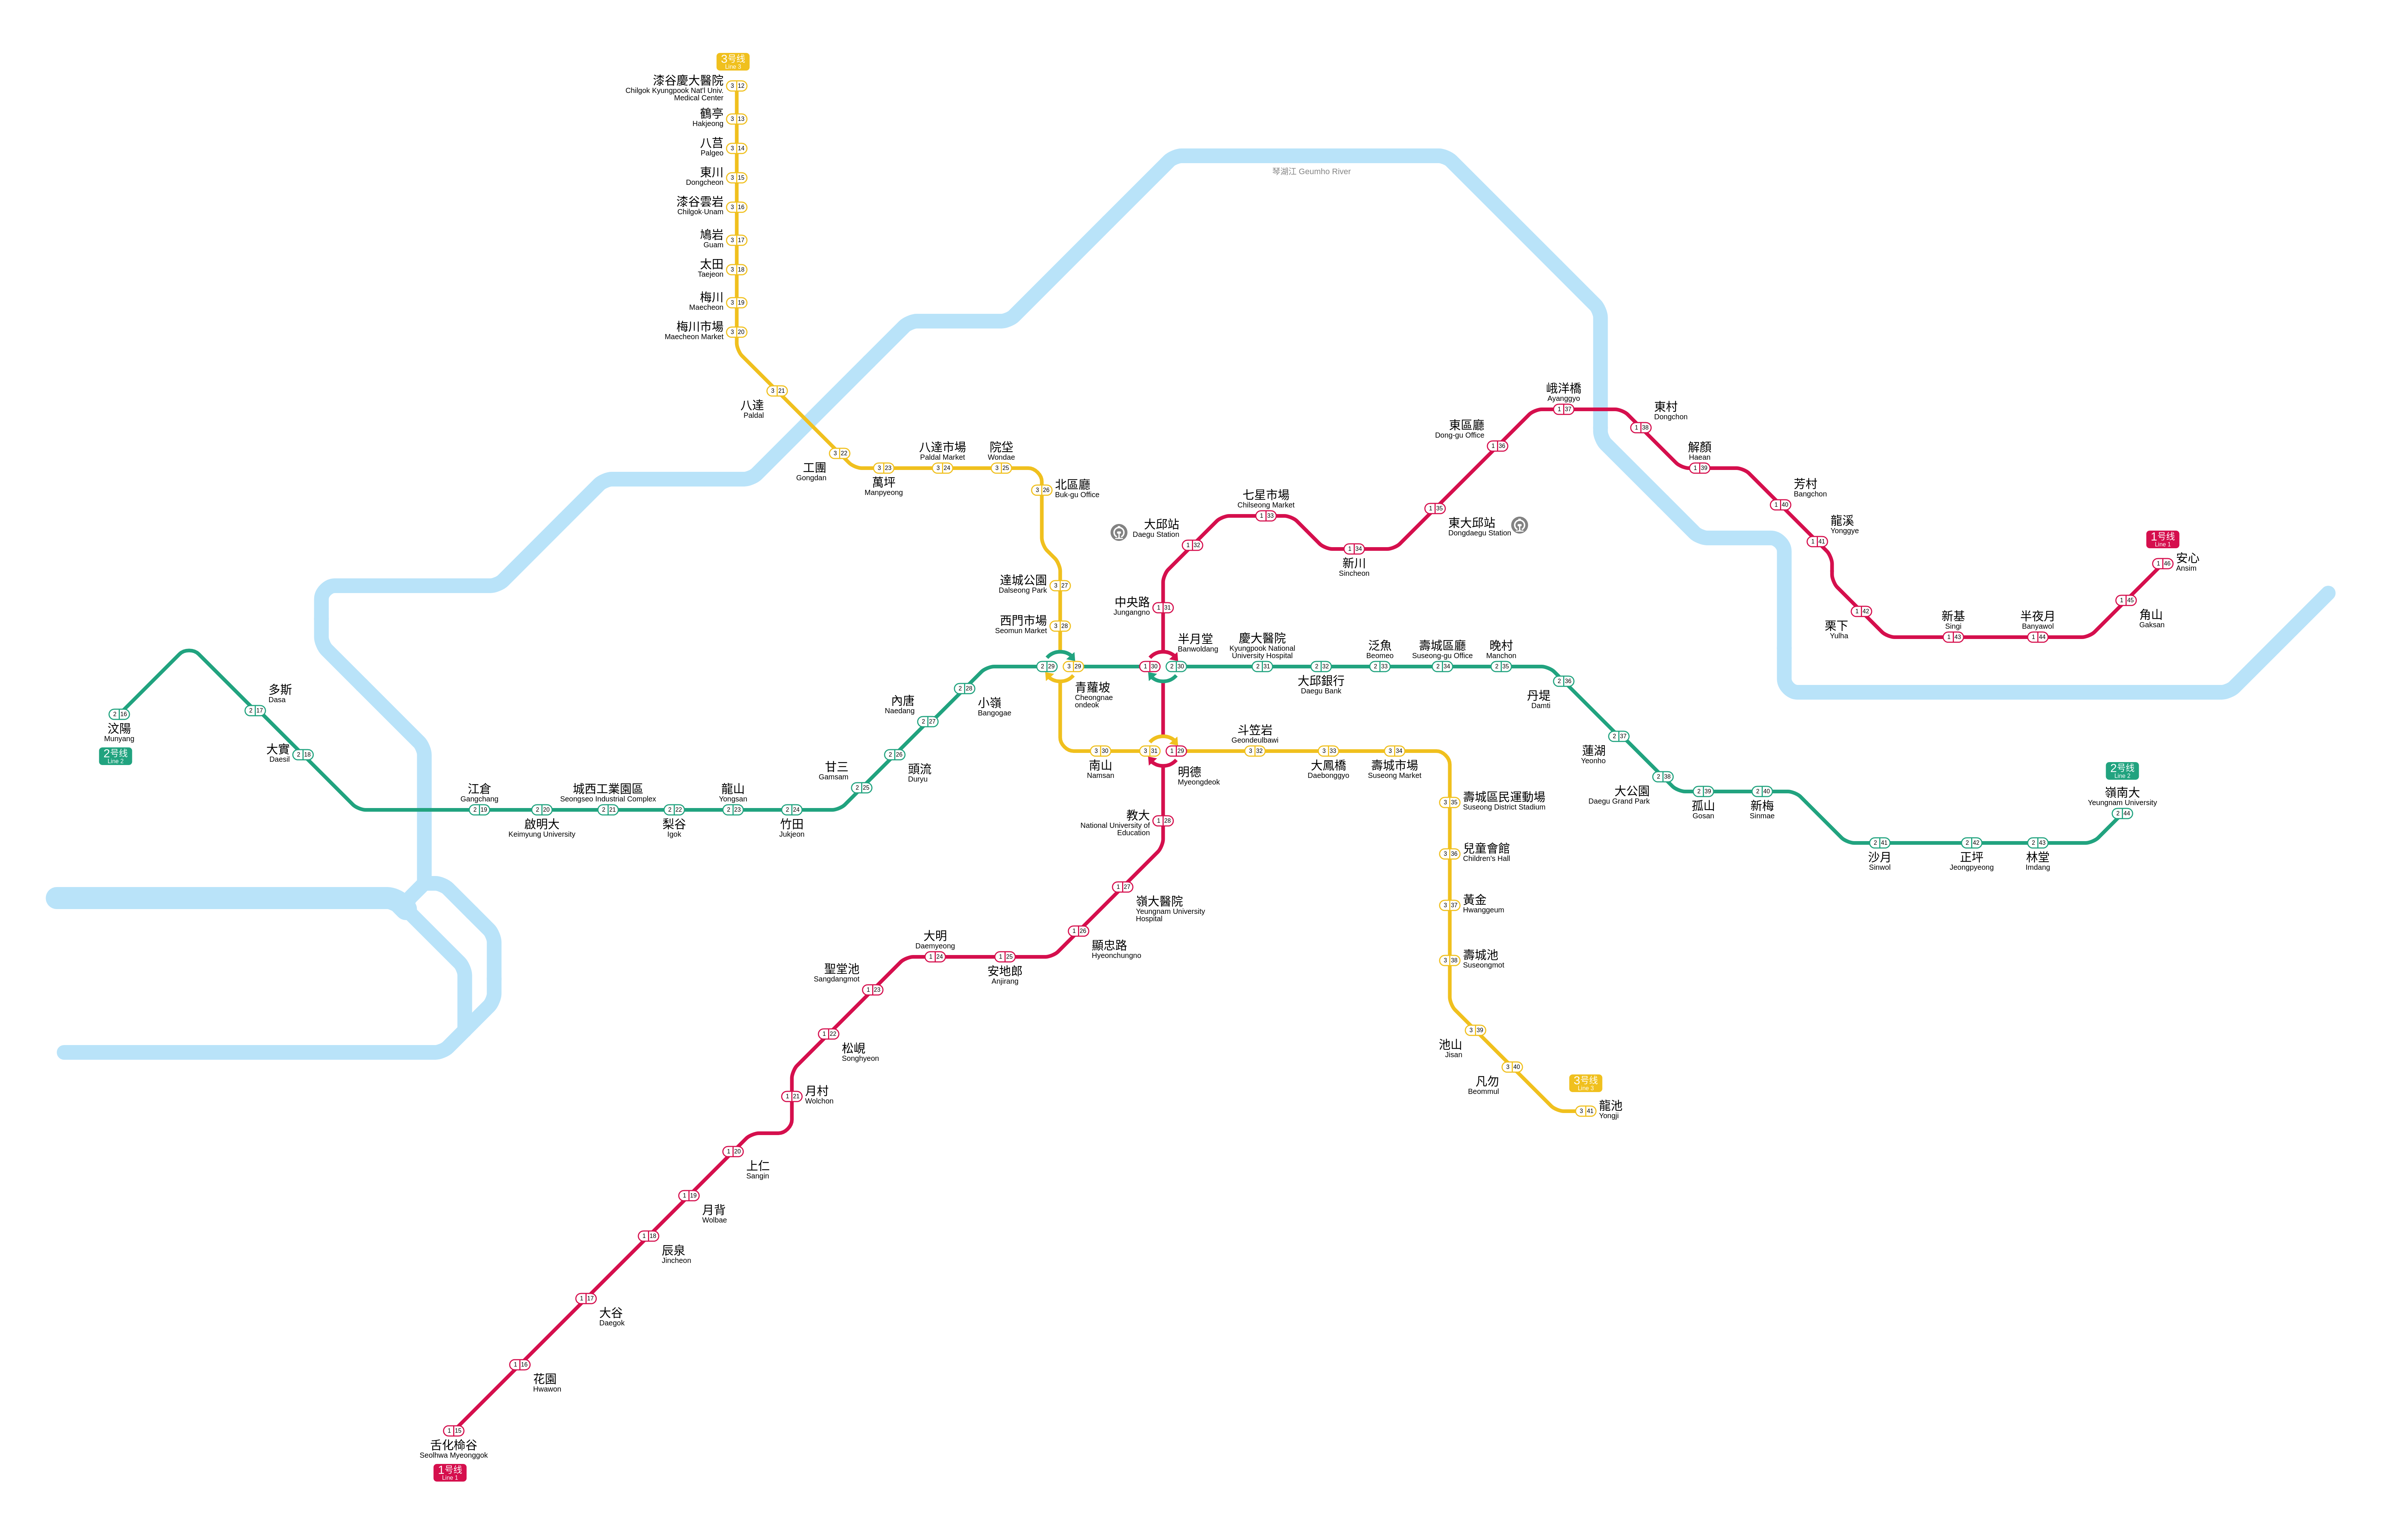 3号线
Line 3
漆谷慶大醫院
Chilgok Kyungpook Nat'l Univ.
Medical Center
3 12
鶴亭
Hakjeong
3 13
八莒
Palgeo
3 14
東川
Dongcheon
3 15
漆谷雲岩
Chilgok-Unam
3 16
鳩岩
Guam
3 17
太田
Taejeon
3 18
梅川
Maecheon
3 19
梅川市場
Maecheon Market
3 20
3 21
八達
Paldal
3 22
工團
Gongdan
3 23
萬坪
Manpyeong
八達市場
Paldal Market
3 24
院垈
Wondae
3 25
3 26
北區廳
Buk-gu Office
達城公園
Dalseong Park
3 27
西門市場
Seomun Market
3 28
2 29
3 29
青蘿坡
Cheongnae
ondeok
3 30
南山
Namsan
3 31
1 29
明德
Myeongdeok
斗笠岩
Geondeulbawi
3 32
3 33
大鳳橋
Daebonggyo
3 34
壽城市場
Suseong Market
3 35
壽城區民運動場
Suseong District Stadium
3 36
兒童會館
Children's Hall
3 37
黃金
Hwanggeum
3 38
壽城池
Suseongmot
3 39
池山
Jisan
3 40
凡勿
Beommul
3号线
Line 3
3 41
龍池
Yongji
琴湖江 Geumho River
2 16
汶陽
Munyang
2号线
Line 2
多斯
Dasa
2 17
大實
Daesil
2 18
江倉
Gangchang
2 19
2 20
啟明大
Keimyung University
城西工業園區
Seongseo Industrial Complex
2 21
2 22
梨谷
Igok
龍山
Yongsan
2 23
2 24
竹田
Jukjeon
甘三
Gamsam
2 25
2 26
頭流
Duryu
內唐
Naedang
2 27
2 28
小嶺
Bangogae
1 30
2 30
半月堂
Banwoldang
慶大醫院
Kyungpook National
University Hospital
2 31
2 32
大邱銀行
Daegu Bank
泛魚
Beomeo
2 33
壽城區廳
Suseong-gu Office
2 34
晚村
Manchon
2 35
2 36
丹堤
Damti
2 37
蓮湖
Yeonho
2 38
大公園
Daegu Grand Park
2 39
孤山
Gosan
2 40
新梅
Sinmae
2 41
沙月
Sinwol
2 42
正坪
Jeongpyeong
2 43
林堂
Imdang
2号线
Line 2
嶺南大
Yeungnam University
2 44
1号线
Line 1
安心
Ansim
1 46
1 45
角山
Gaksan
半夜月
Banyawol
1 44
新基
Singi
1 43
1 42
栗下
Yulha
龍溪
Yonggye
1 41
芳村
Bangchon
1 40
解顏
Haean
1 39
東村
Dongchon
1 38
峨洋橋
Ayanggyo
1 37
東區廳
Dong-gu Office
1 36
1 35
東大邱站
Dongdaegu Station
1 34
新川
Sincheon
七星市場
Chilseong Market
1 33
大邱站
Daegu Station
1 32
中央路
Jungangno
1 31
教大
National University of
Education
1 28
1 27
嶺大醫院
Yeungnam University
Hospital
1 26
顯忠路
Hyeonchungno
1 25
安地郎
Anjirang
大明
Daemyeong
1 24
聖堂池
Sangdangmot
1 23
1 22
松峴
Songhyeon
1 21
月村
Wolchon
1 20
上仁
Sangin
1 19
月背
Wolbae
1 18
辰泉
Jincheon
1 17
大谷
Daegok
1 16
花園
Hwawon
1 15
舌化椧谷
Seolhwa Myeonggok
1号线
Line 1